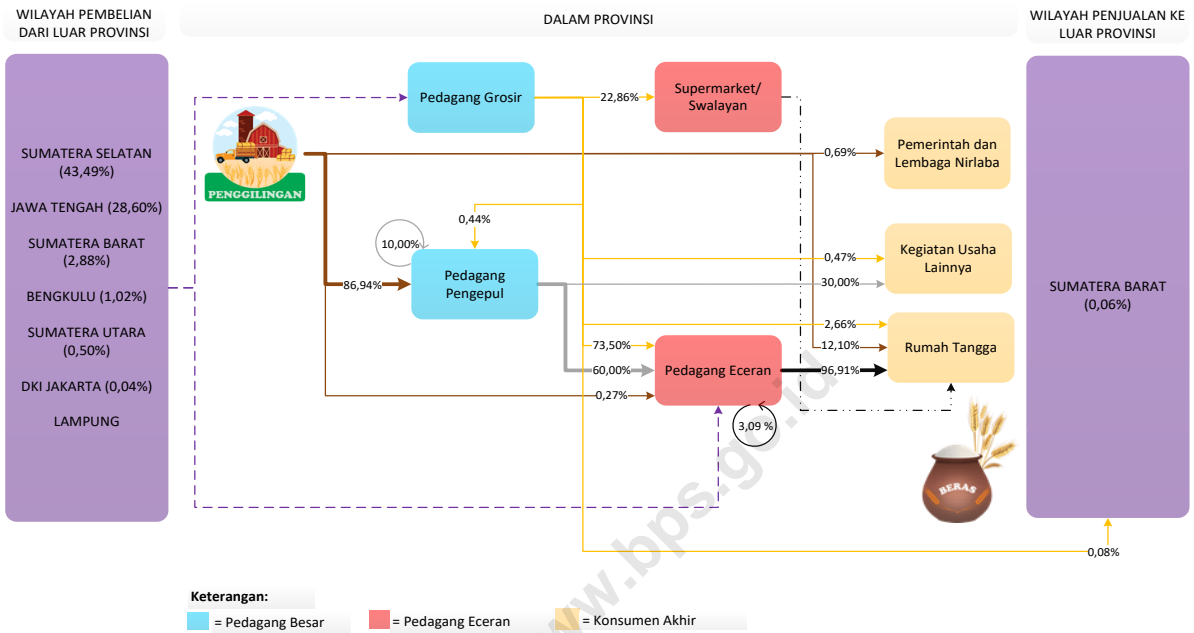 WILAYAH PEMBELIAN
DARI LUAR PROVINSI
DALAM PROVINSI
WILAYAH PENJUALAN KE
LUAR PROVINSI
SUMATERA SELATAN
(43,49%)
JAWA TENGAH (28,60%)
SUMATERA BARAT
(2,88%)
BENGKULU (1,02%)
SUMATERA UTARA
(0,50%)
DKI JAKARTA (0,04%)
LAMPUNG
PENGGILINGAN
Pedagang Grosir
22,86%
Supermarket/
Swalayan
0,69%
Pemerintah dan
Lembaga Nirlaba
0,44%
10,00%
86,94%
Pedagang
Pengepul
0,47%
30,00%
Kegiatan Usaha
Lainnya
2,66%
12,10%
96,91%
Rumah Tangga
73,50%
60,00%
0,27%
Pedagang Eceran
3,09 %
BERAS
SUMATERA BARAT
(0,06%)
0,08%
www.bps.go.id
Keterangan:
= Pedagang Besar
= Pedagang Eceran
= Konsumen Akhir